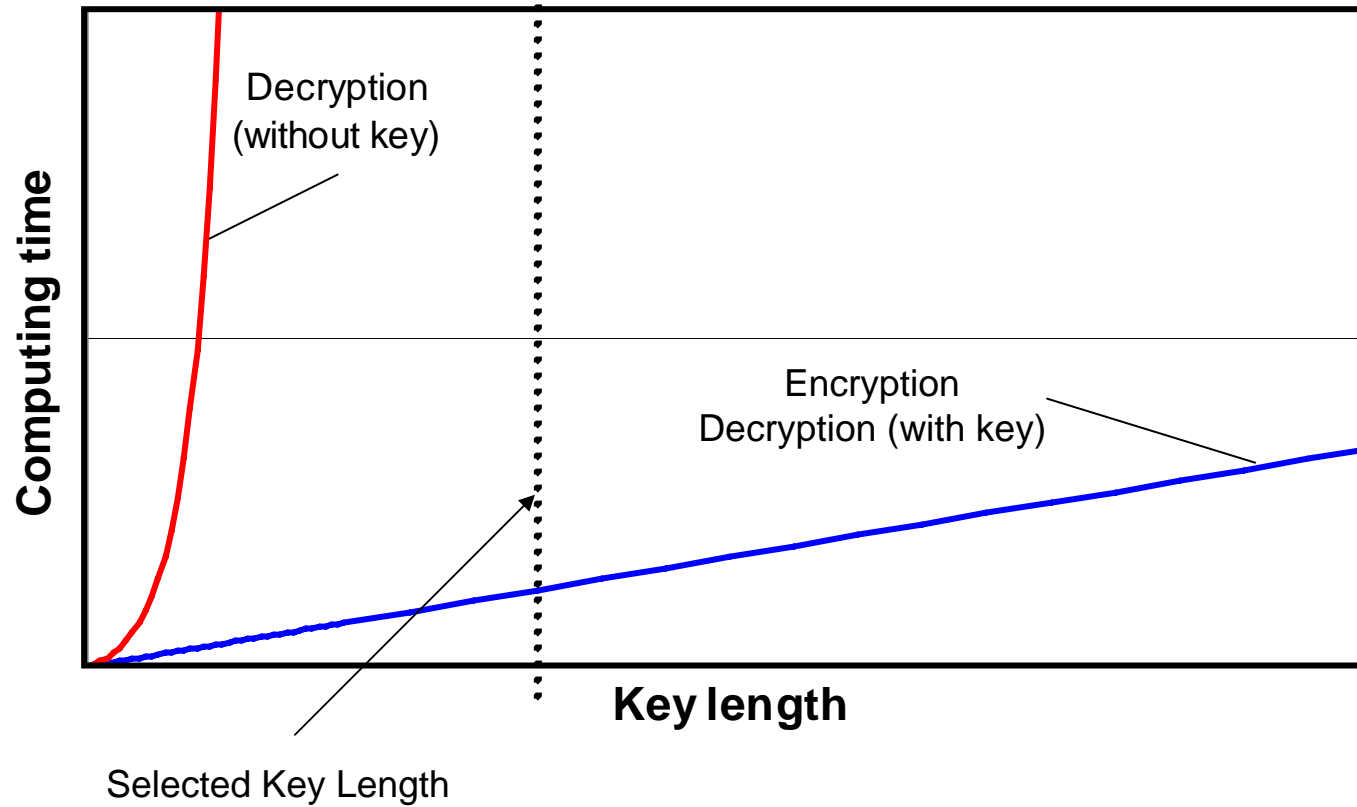 Decryption
(without key)
Computing time
Encryption
Decryption (with key)
Key length
Selected Key Length